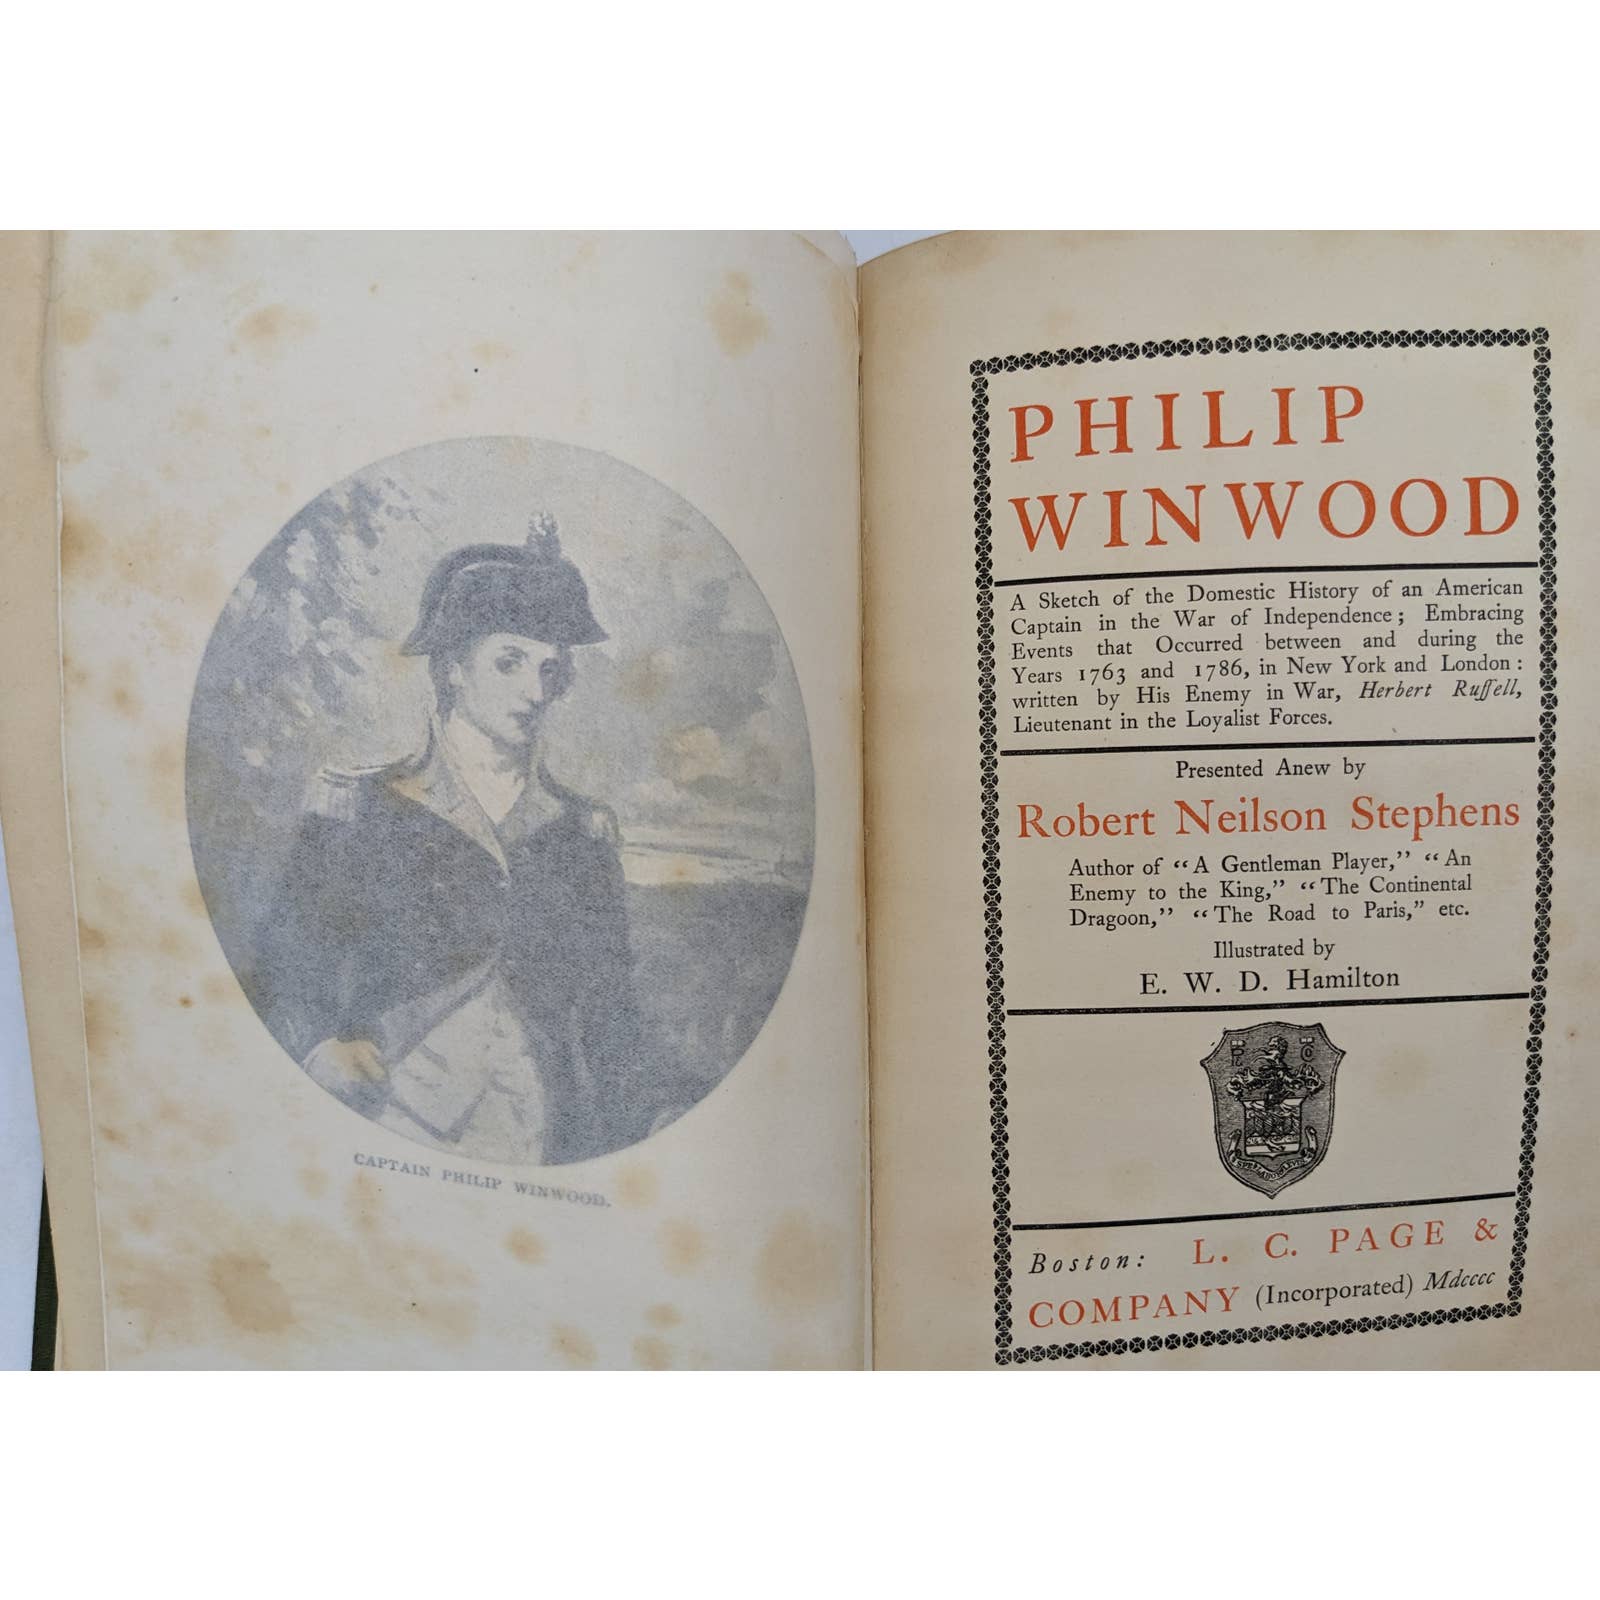 CAPTAIN PHILIP WINWOOD.
PHILIP
WINWOOD
A Sketch of the Domestic History of an American
Captain in the War of Independence; Embracing
Events that Occurred between and during the
Years 1763 and 1786, in New York and London:
written by His Enemy in War, Herbert Ruſſell,
Lieutenant in the Loyalist Forces.
Presented Anew by
Robert Neilson Stephens
Author of “A Gentleman Player,” “An
Enemy to the King,” “The Continental
Dragoon,” “The Road to Paris,” etc.
Illustrated by
E. W. D. Hamilton
Boston: L. C. PAGE &
COMPANY (Incorporated) Mdcccc